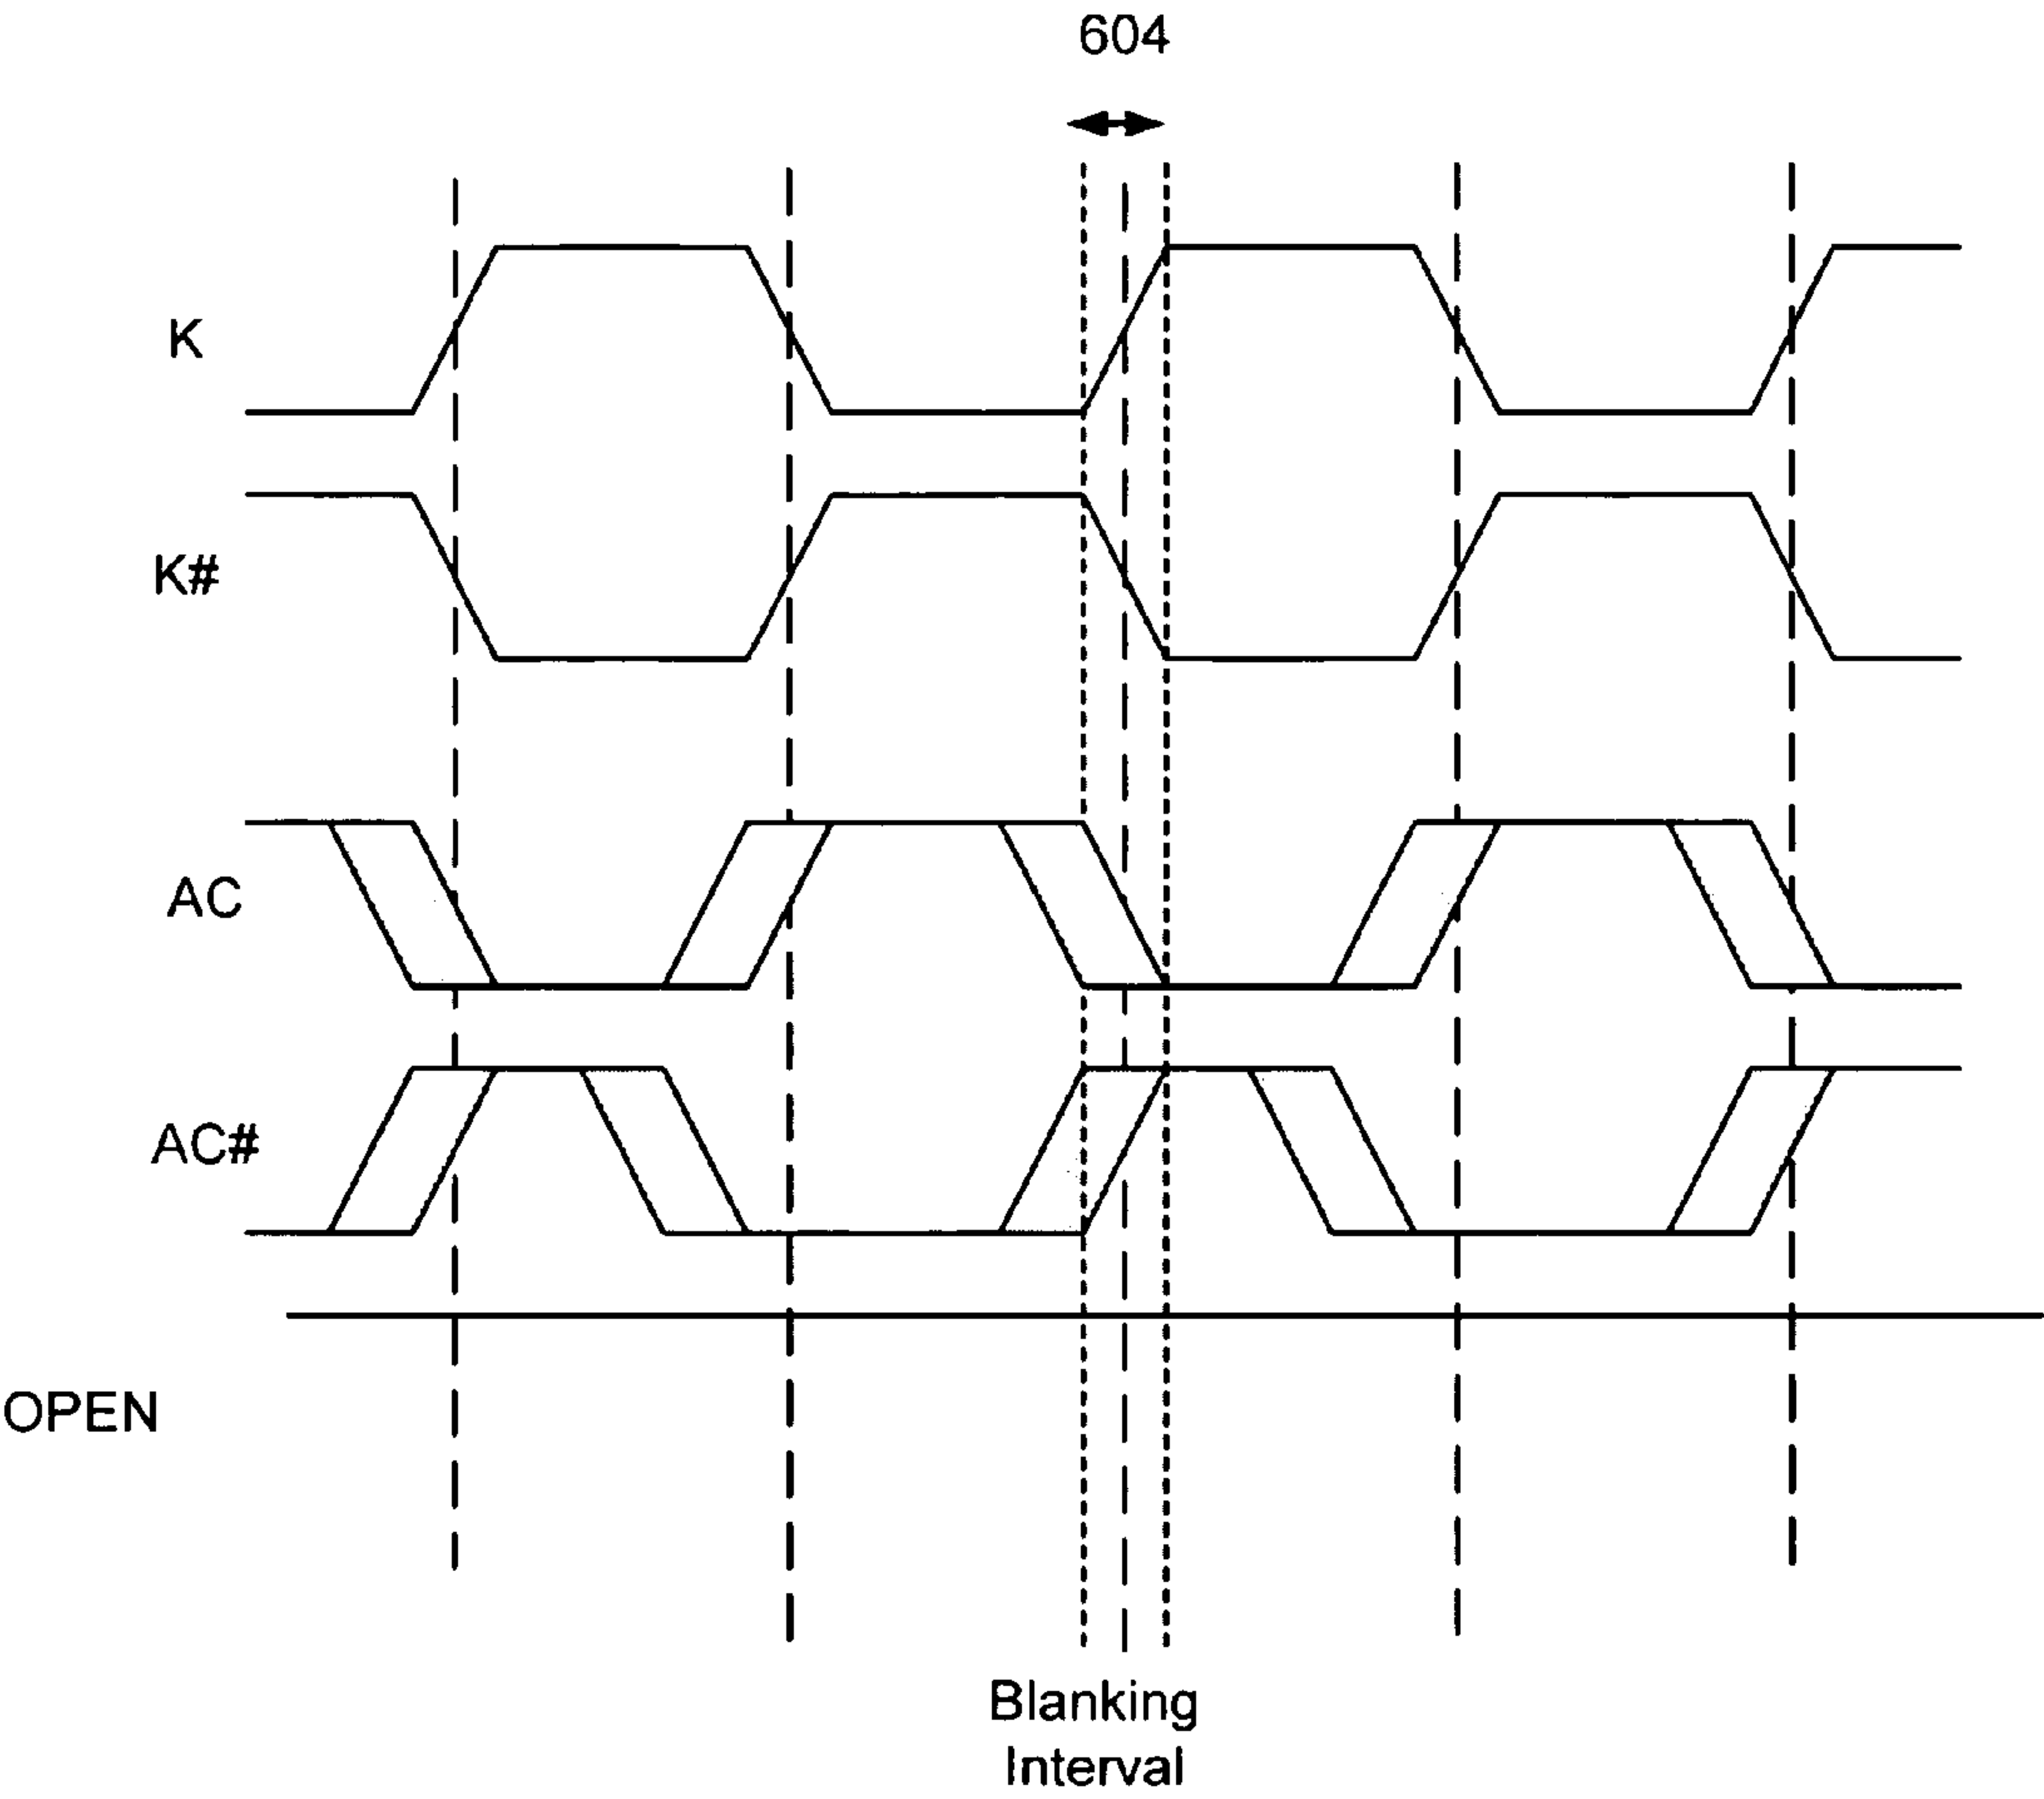 604
K
K#
AC
AC#
OPEN
Blanking
Interval